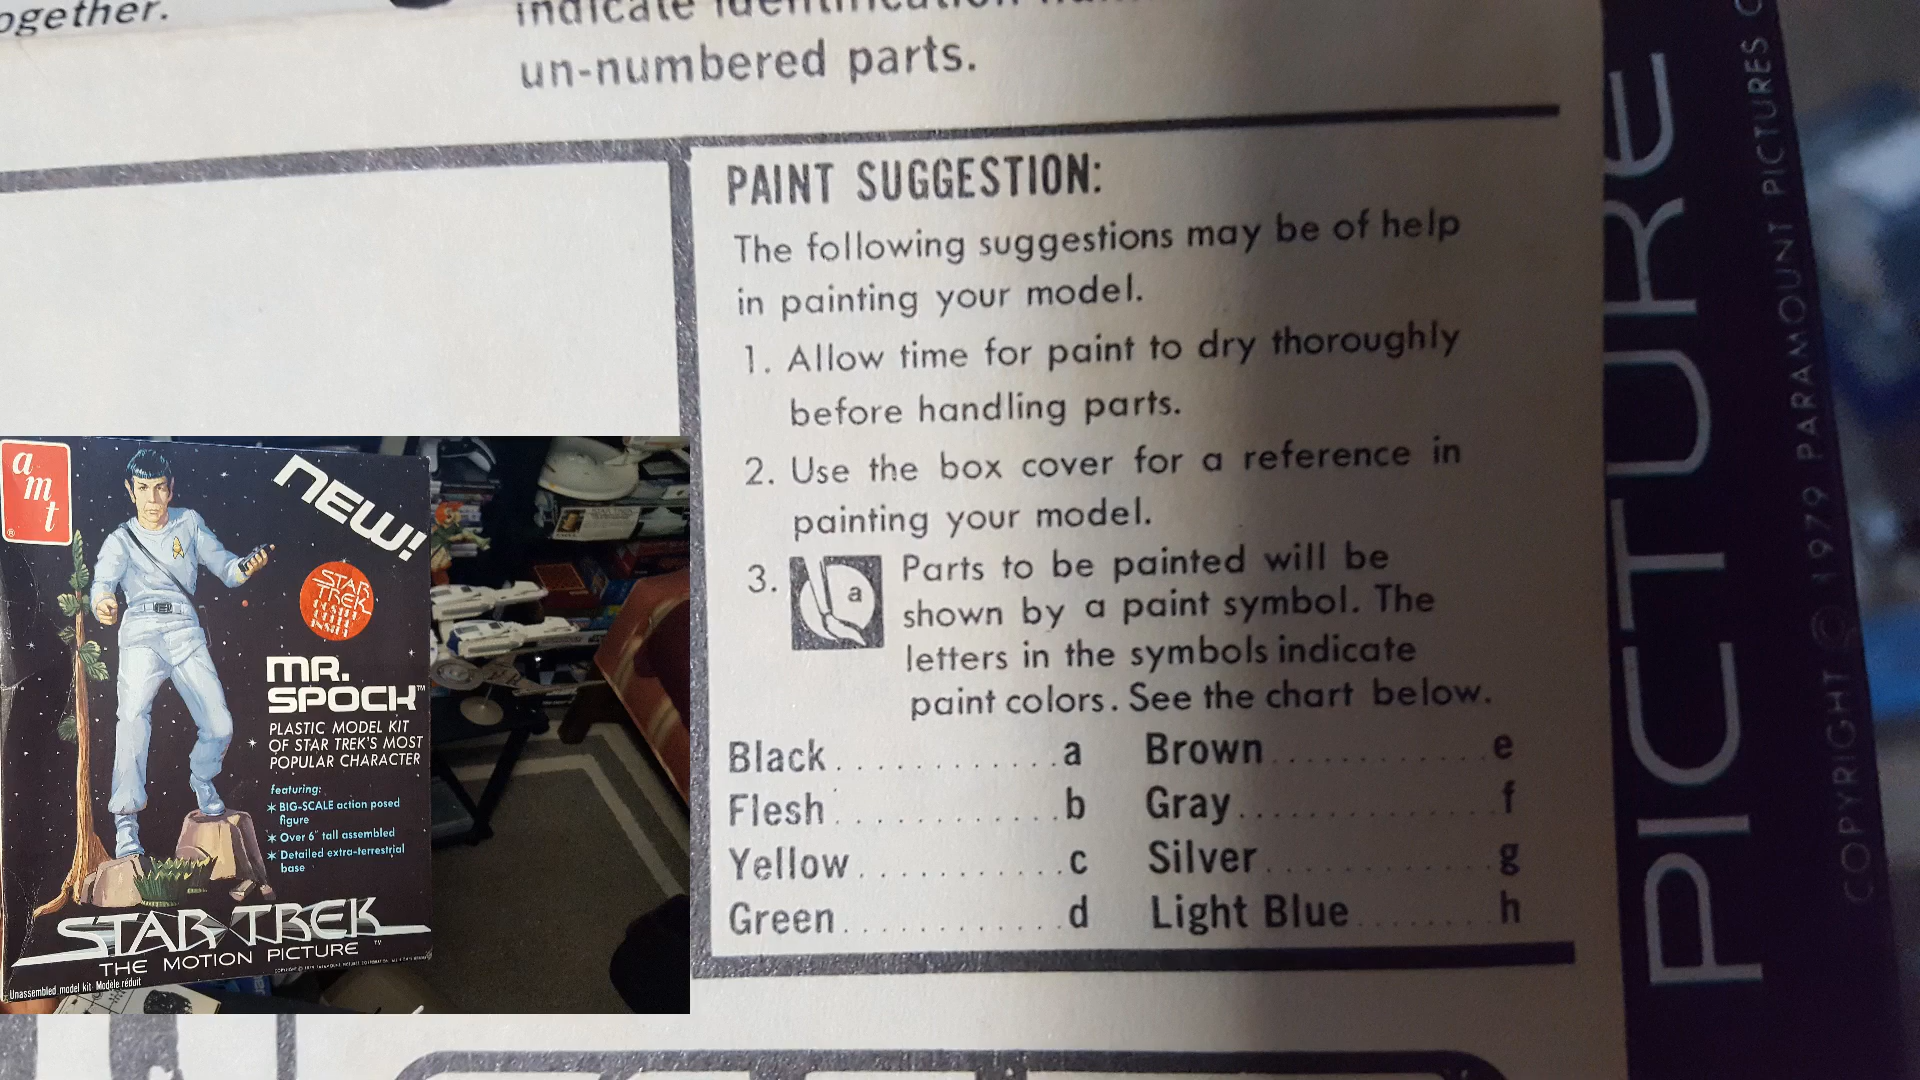 ogether.
un-numbered parts.
PAINT SUGGESTION:
The following suggestions may be of help
in painting your model.
1. Allow time for paint to dry thoroughly
before handling parts.
2. Use the box cover for a reference in
painting your model.
3. a Parts to be painted will be
shown by a paint symbol. The
letters in the symbols indicate
paint colors. See the chart below.
Black . . . . . . . . . . . . a Brown . . . . . . . . . . . . e
Flesh . . . . . . . . . . . . b Gray . . . . . . . . . . . . . . f
Yellow . . . . . . . . . . . c Silver . . . . . . . . . . . . . g
Green . . . . . . . . . . . . d Light Blue . . . . . . . . h
PICTURE
COPYRIGHT © 1979 PARAMOUNT PICTURES
amt
®
NEW!
STAR
TREK
MR.
SPOCK™
PLASTIC MODEL KIT
OF STAR TREK'S MOST
POPULAR CHARACTER
featuring:
* BIG-SCALE action posed
figure
* Over 6" tall assembled
* Detailed extra-terrestrial
base
STAR TREK
THE MOTION PICTURE™
Unassembled model kit Modele réduit